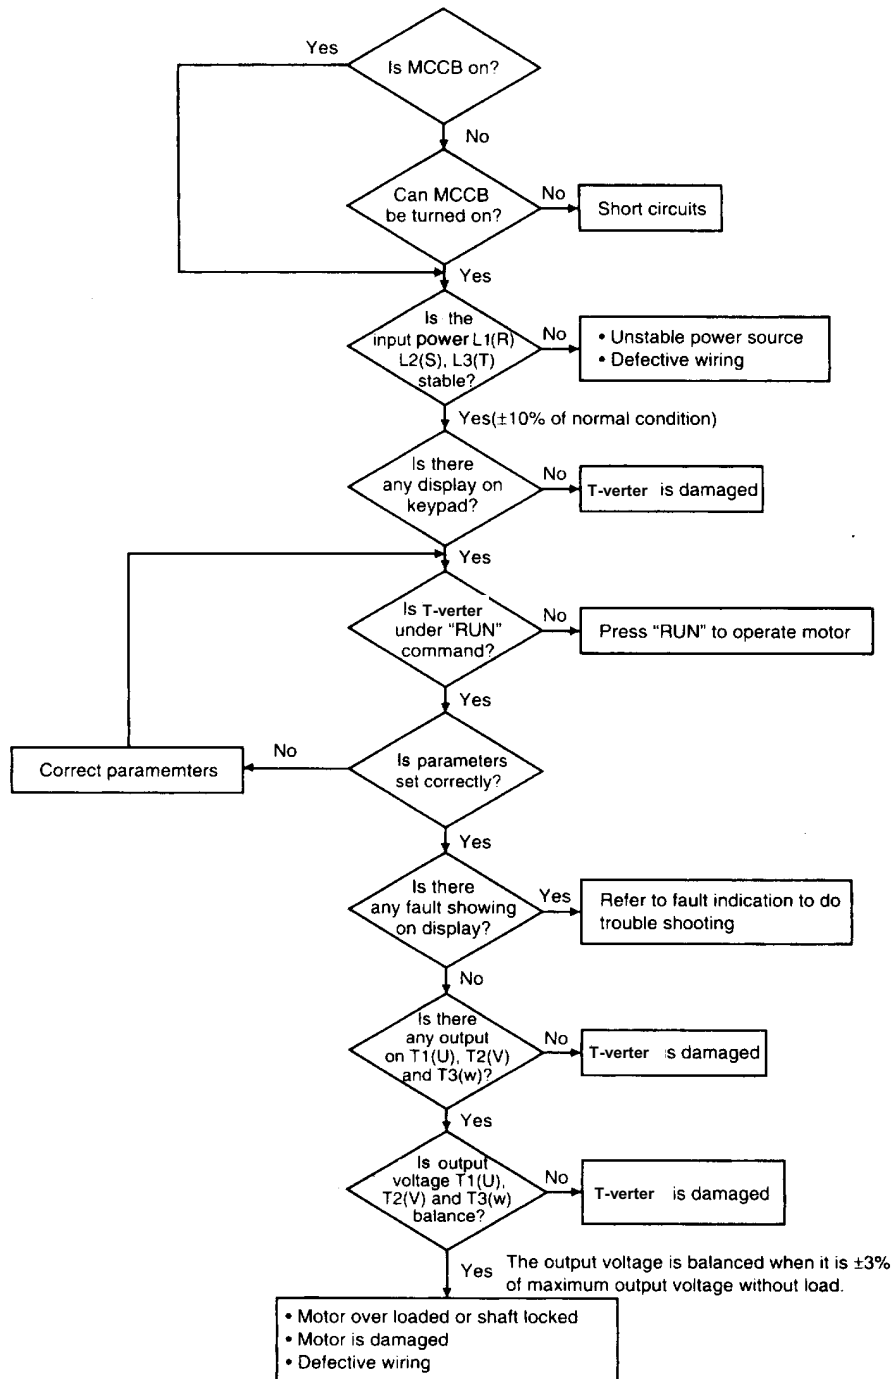 Yes
Is MCCB on?
No
Can MCCB
be turned on?
No
Short circuits
Yes
Is the
input power L1(R)
L2(S), L3(T)
stable?
No
• Unstable power source
• Defective wiring
Yes(±10% of normal condition)
Is there
any display on
keypad?
No
T-verter is damaged
Yes
Is T-verter
under “RUN”
command?
No
Press “RUN” to operate motor
Yes
Is parameters
set correctly?
No
Correct paramemters
Yes
Is there
any fault showing
on display?
Yes
Refer to fault indication to do
trouble shooting
No
Is there
any output
on T1(U), T2(V)
and T3(w)?
No
T-verter is damaged
Yes
Is output
voltage T1(U),
T2(V) and T3(w)
balance?
No
T-verter is damaged
Yes
The output voltage is balanced when it is ±3%
of maximum output voltage without load.
• Motor over loaded or shaft locked
• Motor is damaged
• Defective wiring